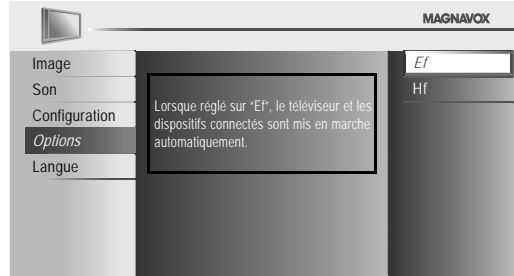 MAGNAVOX
Image
Son
Configuration
Options
Langue
Lorsque réglé sur "Ef", le téléviseur et les
dispositifs connectés sont mis en marche
automatiquement.
Ef
Hf